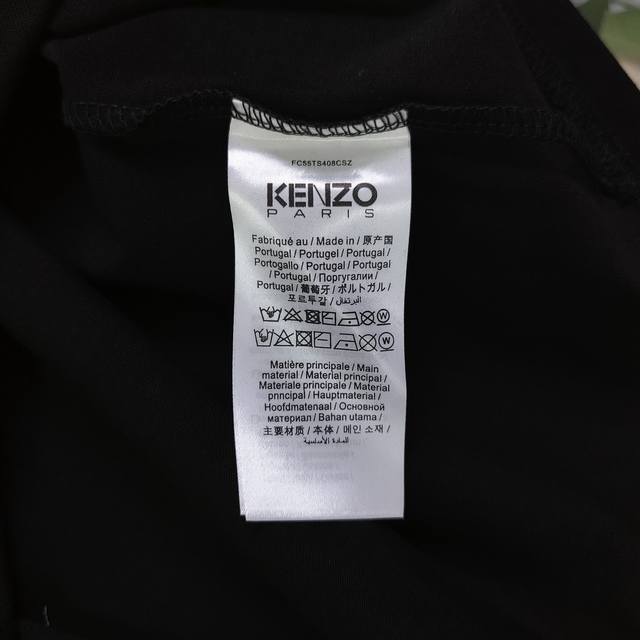 FC55TS408CSZ
KENZO
PARIS
Fabriqué au / Made in / 原产国
Portugal / Portugel / Portugal /
Portogallo / Portugal / Portugal
/ Portugal / Португалии /
Portugal / 葡萄牙 / ポルトガル /
포르투갈 / البرتغال
Matière principale / Main
material / Material principal /
Materiale principale / Material
principal / Hauptmaterial /
Hoofdmatenaal / Основной
материал / Bahan utama /
主要材质 / 本体 / 메인 소재 /
المادة الأساسية /